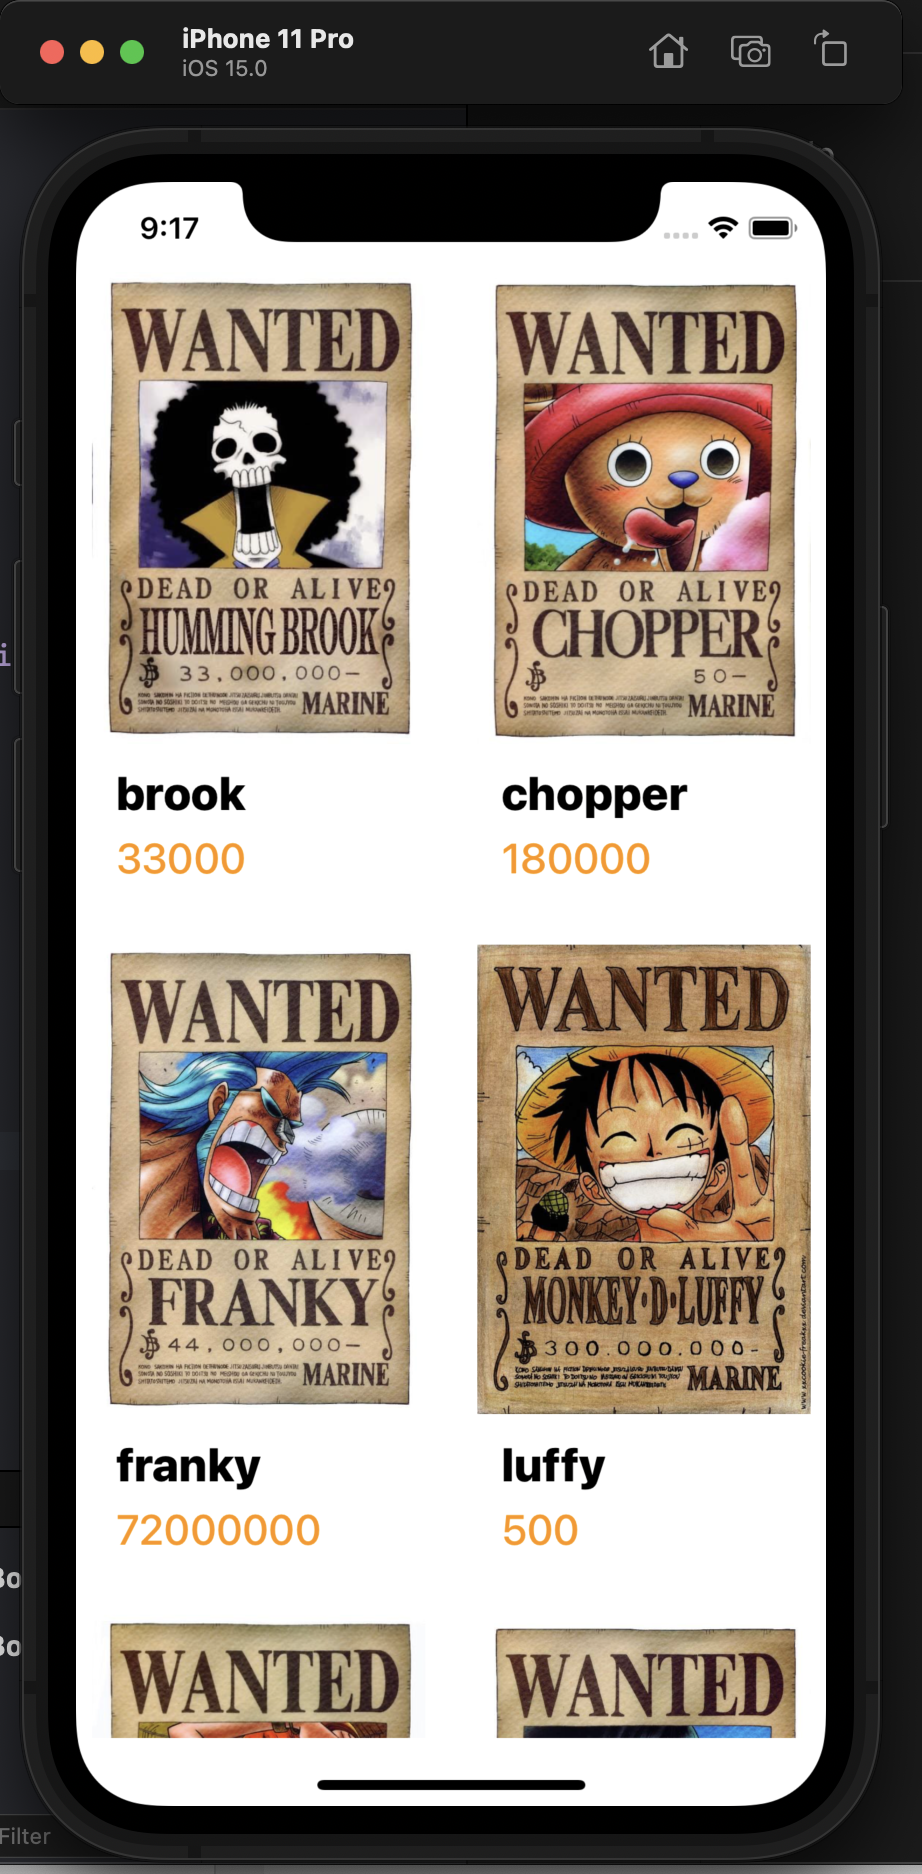 iPhone 11 Pro
iOS 15.0
9:17
WANTED
DEAD OR ALIVE
HUMMING BROOK
33,000,000-
MARINE
brook
33000
WANTED
DEAD OR ALIVE
CHOPPER
50-
MARINE
chopper
180000
WANTED
DEAD OR ALIVE
FRANKY
44,000,000-
MARINE
franky
72000000
WANTED
DEAD OR ALIVE
MONKEY·D·LUFFY
300.000.000-
MARINE
luffy
500
WANTED
WANTED
i
Bo
Bo
Filter